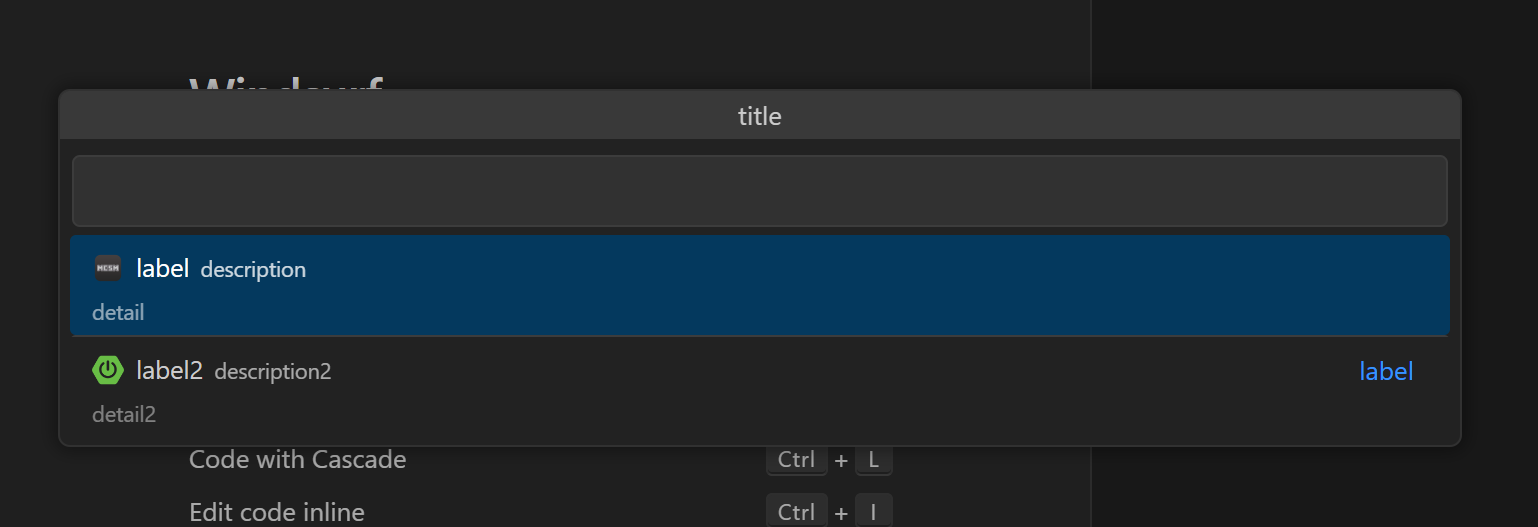 Windsurf
title
MCSM label description
detail
label2 description2 label
detail2
Code with Cascade Ctrl + L
Edit code inline Ctrl + I